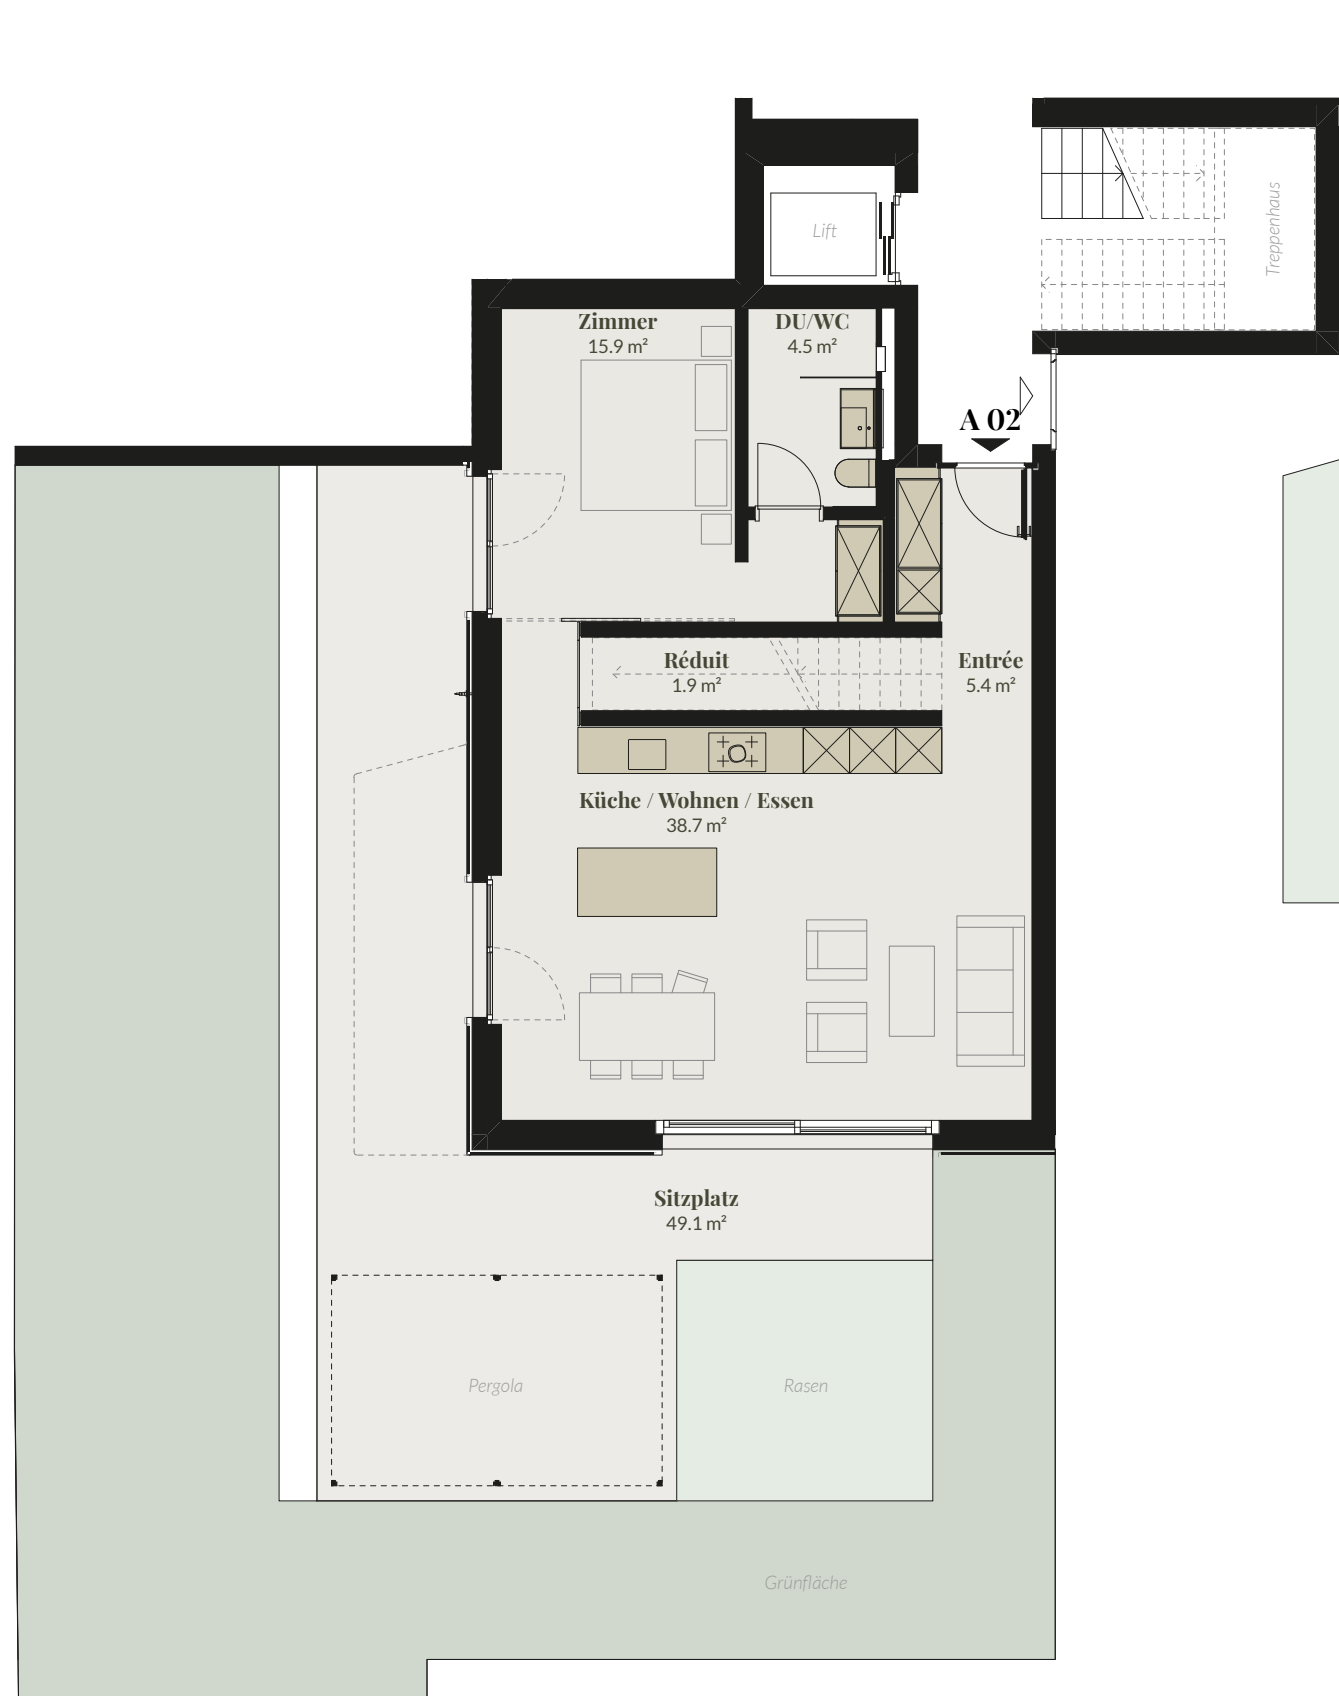 Treppenhaus
Lift
Zimmer
15.9 m²
DU/WC
4.5 m²
A 02
Réduit
1.9 m²
Entrée
5.4 m²
Küche / Wohnen / Essen
38.7 m²
Sitzplatz
49.1 m²
Pergola
Rasen
Grünfläche